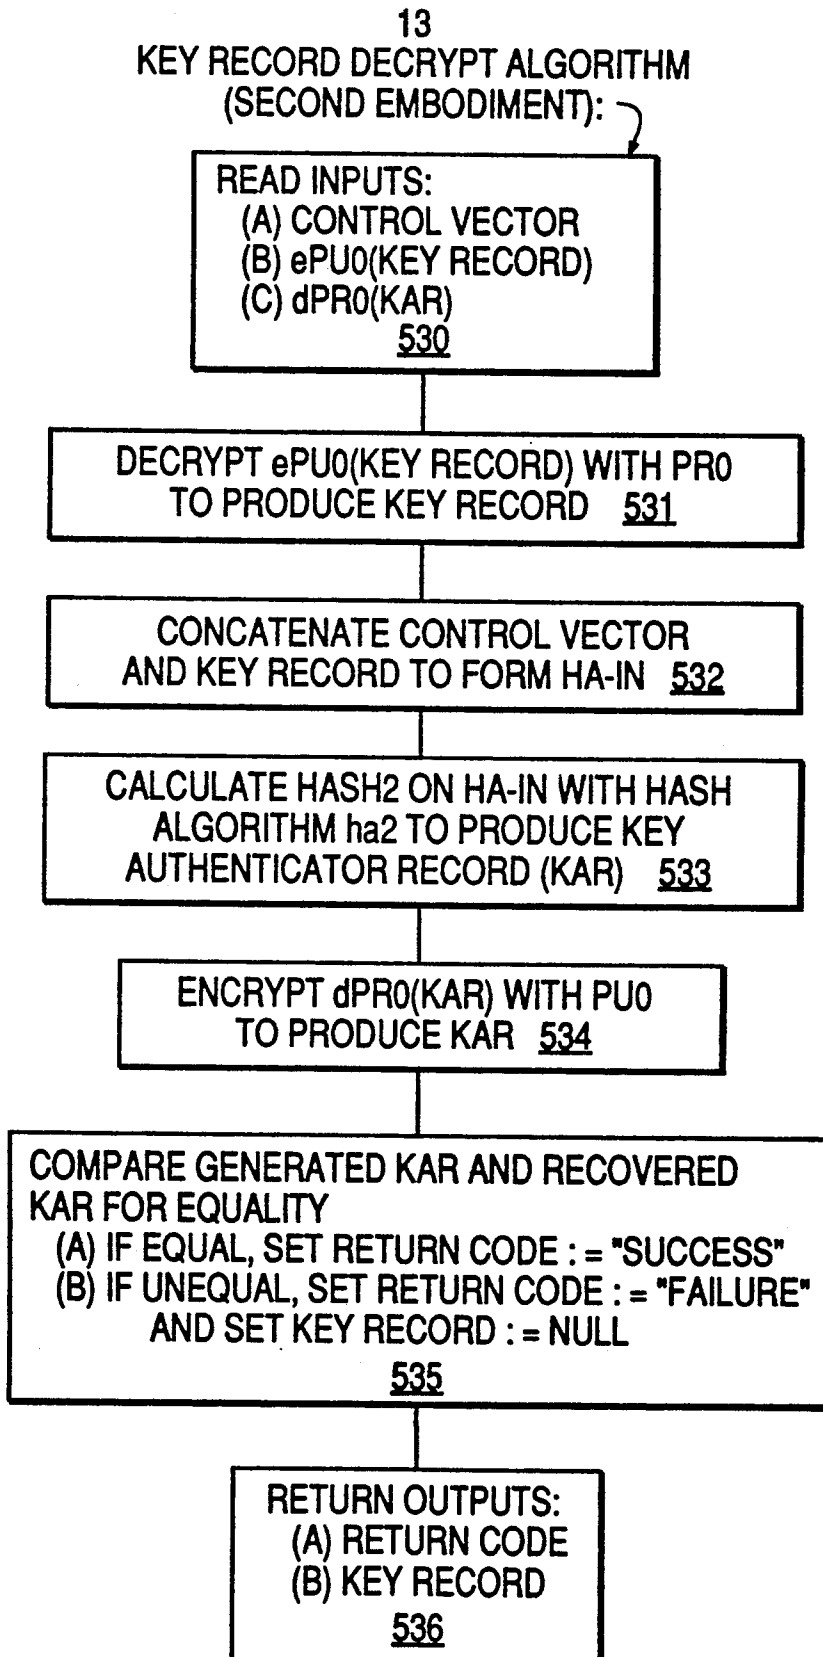 13
KEY RECORD DECRYPT ALGORITHM
(SECOND EMBODIMENT):
READ INPUTS:
(A) CONTROL VECTOR
(B) ePU0(KEY RECORD)
(C) dPR0(KAR)
530
DECRYPT ePU0(KEY RECORD) WITH PR0
TO PRODUCE KEY RECORD 531
CONCATENATE CONTROL VECTOR
AND KEY RECORD TO FORM HA-IN 532
CALCULATE HASH2 ON HA-IN WITH HASH
ALGORITHM ha2 TO PRODUCE KEY
AUTHENTICATOR RECORD (KAR) 533
ENCRYPT dPR0(KAR) WITH PU0
TO PRODUCE KAR 534
COMPARE GENERATED KAR AND RECOVERED
KAR FOR EQUALITY
(A) IF EQUAL, SET RETURN CODE : = "SUCCESS"
(B) IF UNEQUAL, SET RETURN CODE : = "FAILURE"
AND SET KEY RECORD : = NULL
535
RETURN OUTPUTS:
(A) RETURN CODE
(B) KEY RECORD
536